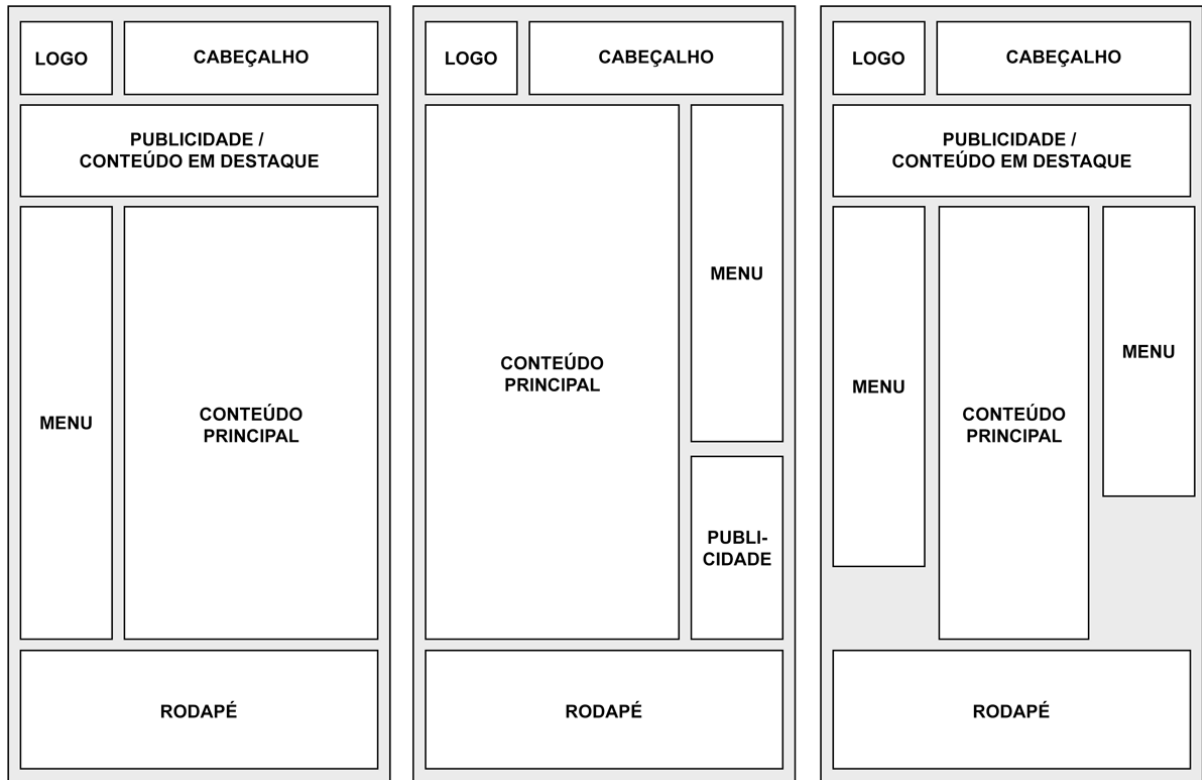 LOGO
CABEÇALHO
PUBLICIDADE /
CONTEÚDO EM DESTAQUE
MENU
CONTEÚDO
PRINCIPAL
RODAPÉ
LOGO
CABEÇALHO
CONTEÚDO
PRINCIPAL
MENU
PUBLI-
CIDADE
RODAPÉ
LOGO
CABEÇALHO
PUBLICIDADE /
CONTEÚDO EM DESTAQUE
MENU
CONTEÚDO
PRINCIPAL
MENU
RODAPÉ